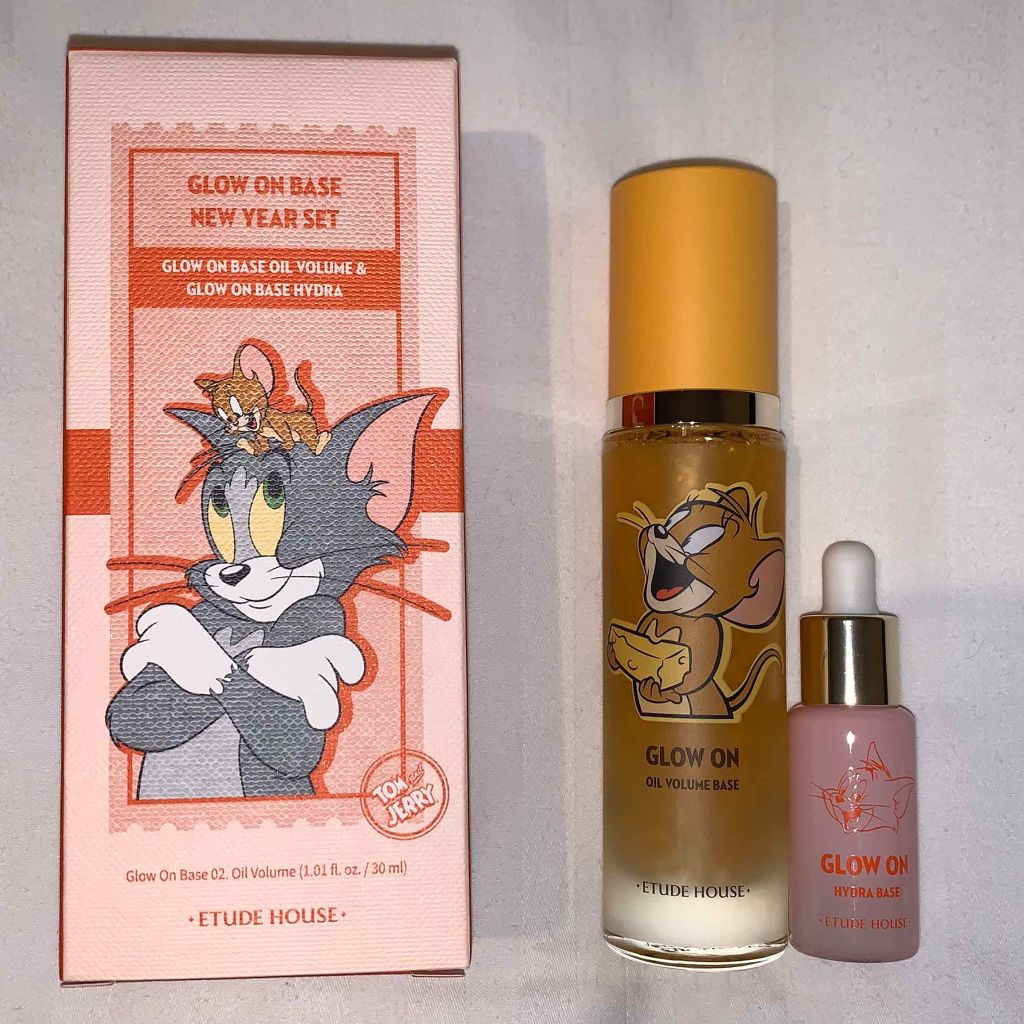 GLOW ON BASE
NEW YEAR SET
GLOW ON BASE OIL VOLUME &
GLOW ON BASE HYDRA
TOM AND
JERRY
Glow On Base 02. Oil Volume (1.01 fl. oz. / 30 ml)
·ETUDE HOUSE·
GLOW ON
OIL VOLUME BASE
·ETUDE HOUSE·
GLOW ON
HYDRA BASE
·ETUDE HOUSE·